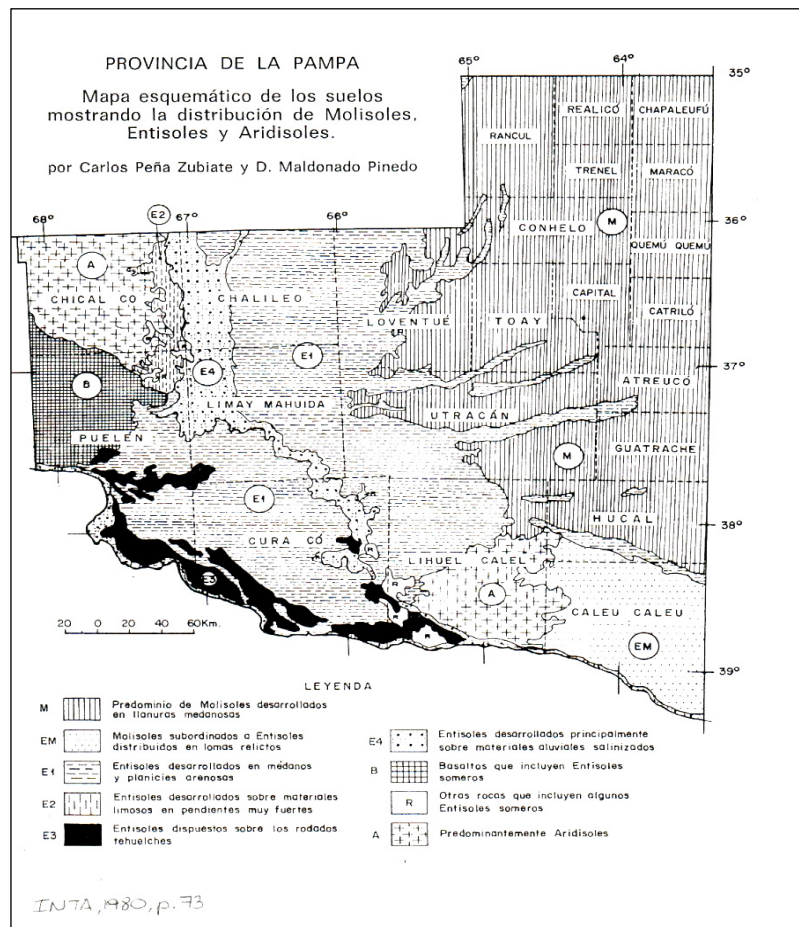 PROVINCIA DE LA PAMPA
Mapa esquemático de los suelos
mostrando la distribución de Molisoles,
Entisoles y Aridisoles.
por Carlos Peña Zubiate y D. Maldonado Pinedo
65°
64°
35°
REALICÓ
CHAPALEUFÚ
RANCUL
TRENEL
MARACÓ
68°
E2
67°
66°
CONHELO
M
36°
QUEMÚ QUEMÚ
A
CHICAL CO
CHALILEO
CAPITAL
CATRILÓ
LOVENTUÉ
TOAY
E1
E4
37°
B
LIMAY MAHUIDA
ATREUCÓ
UTRACÁN
PUELÉN
M
GUATRACHE
E1
HUCAL
38°
CURA CÓ
R
LIHUEL CALEL
E3
R
A
CALEU CALEU
R
R
EM
20 0 20 40 60 Km.
39°
LEYENDA
M Predominio de Molisoles desarrollados
en llanuras medanosas
EM Molisoles subordinados a Entisoles
distribuidos en lomas relictos
E1 Entisoles desarrollados en médanos
y planicies arenosas
E2 Entisoles desarrollados sobre materiales
limosos en pendientes muy fuertes
E3 Entisoles dispuestos sobre los rodados
tehuelches
E4 Entisoles desarrollados principalmente
sobre materiales aluviales salinizados
B Basaltos que incluyen Entisoles
someros
R Otras rocas que incluyen algunos
Entisoles someros
A Predominantemente Aridisoles
INTA, 1980, p. 73